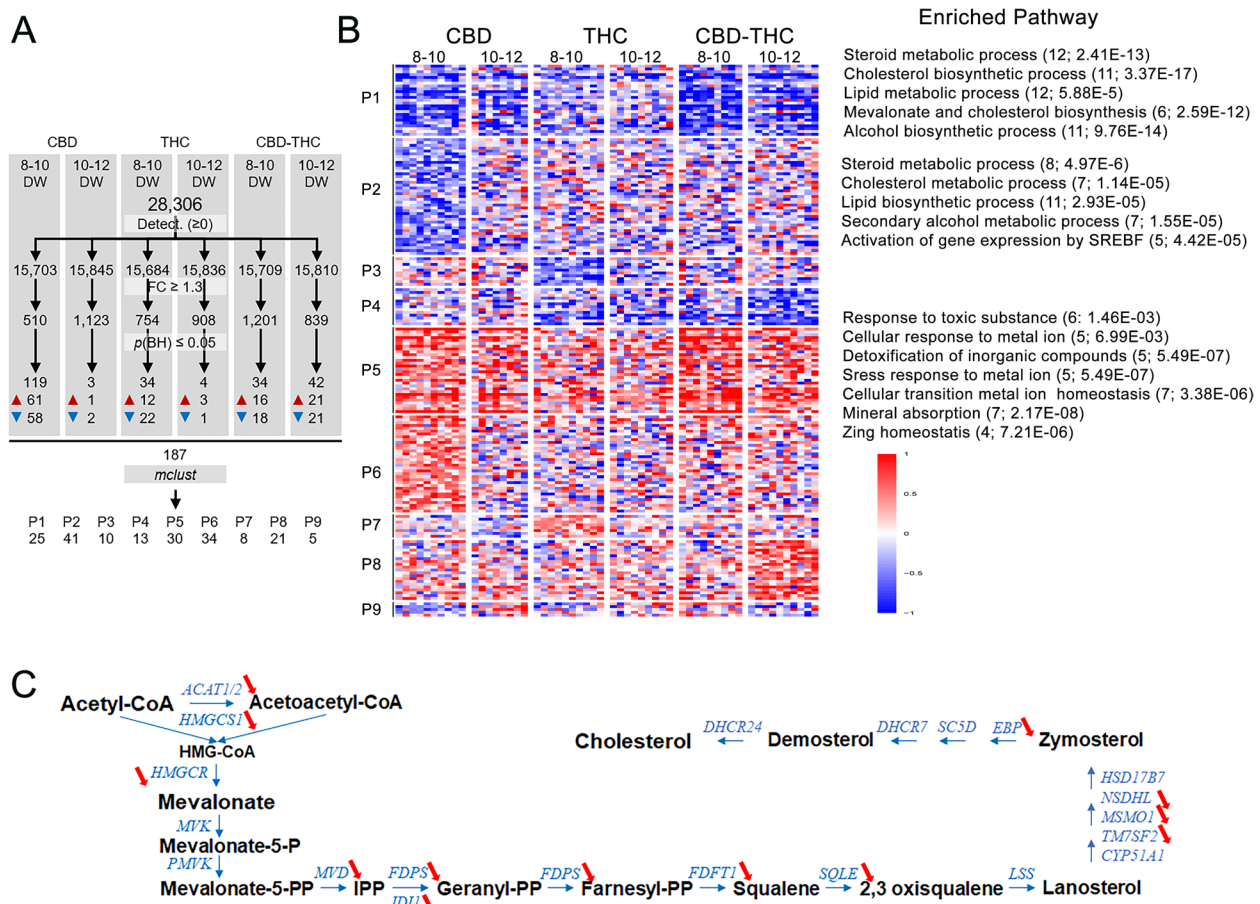 A
CBD THC CBD-THC
8-10 10-12 8-10 10-12 8-10 10-12
DW DW DW DW DW DW
28,306
Detect. (≥0)
15,703 15,845 15,684 15,836 15,709 15,810
FC ≥ 1.3
510 1,123 754 908 1,201 839
p(BH) ≤ 0.05
119 3 34 4 34 42
61 1 12 3 16 21
58 2 22 1 18 21
187
mclust
P1 P2 P3 P4 P5 P6 P7 P8 P9
25 41 10 13 30 34 8 21 5
B
CBD THC CBD-THC
8-10 10-12 8-10 10-12 8-10 10-12
P1
P2
P3
P4
P5
P6
P7
P8
P9
Enriched Pathway
Steroid metabolic process (12; 2.41E-13)
Cholesterol biosynthetic process (11; 3.37E-17)
Lipid metabolic process (12; 5.88E-5)
Mevalonate and cholesterol biosynthesis (6; 2.59E-12)
Alcohol biosynthetic process (11; 9.76E-14)
Steroid metabolic process (8; 4.97E-6)
Cholesterol metabolic process (7; 1.14E-05)
Lipid biosynthetic process (11; 2.93E-05)
Secondary alcohol metabolic process (7; 1.55E-05)
Activation of gene expression by SREBF (5; 4.42E-05)
Response to toxic substance (6: 1.46E-03)
Cellular response to metal ion (5; 6.99E-03)
Detoxification of inorganic compounds (5; 5.49E-07)
Sress response to metal ion (5; 5.49E-07)
Cellular transition metal ion homeostasis (7; 3.38E-06)
Mineral absorption (7; 2.17E-08)
Zing homeostatis (4; 7.21E-06)
1
0.5
0
−0.5
−1
C
Acetyl-CoA ACAT1/2 Acetoacetyl-CoA
HMGCS1
HMG-CoA
HMGCR
Mevalonate
MVK
Mevalonate-5-P
PMVK
Mevalonate-5-PP MVD IPP FDPS Geranyl-PP FDPS Farnesyl-PP FDFT1 Squalene SQLE 2,3 oxisqualene LSS Lanosterol
IDI1
Cholesterol DHCR24 Demosterol DHCR7 SC5D EBP Zymosterol
HSD17B7
NSDHL
MSMO1
TM7SF2
CYP51A1